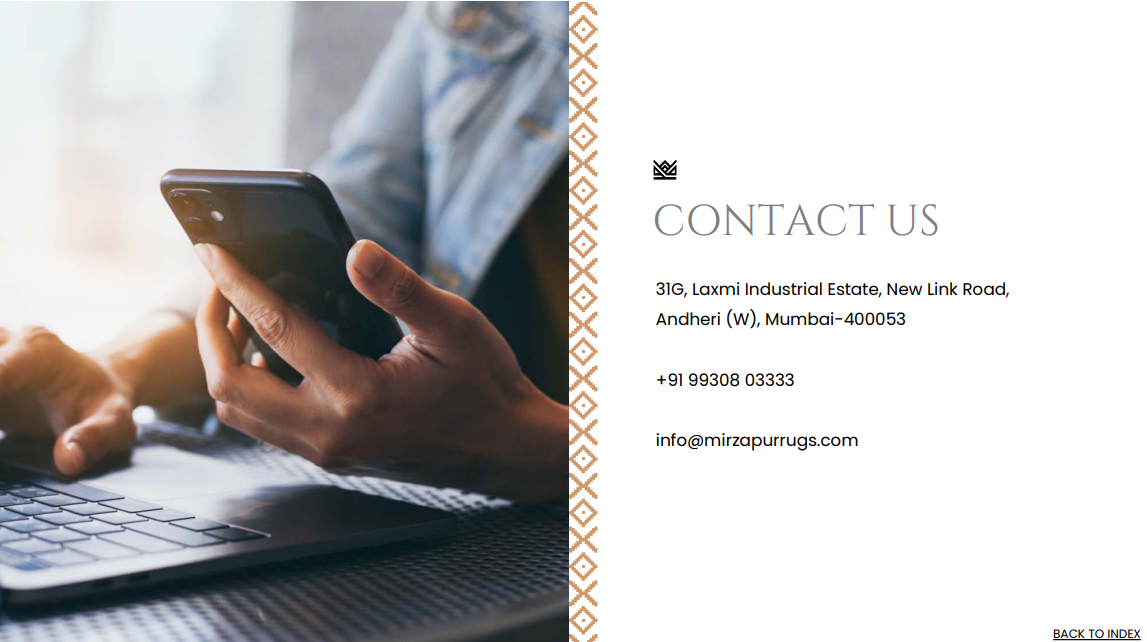 CONTACT US
31G, Laxmi Industrial Estate, New Link Road,
Andheri (W), Mumbai-400053
+91 99308 03333
info@mirzapurrugs.com
BACK TO INDEX